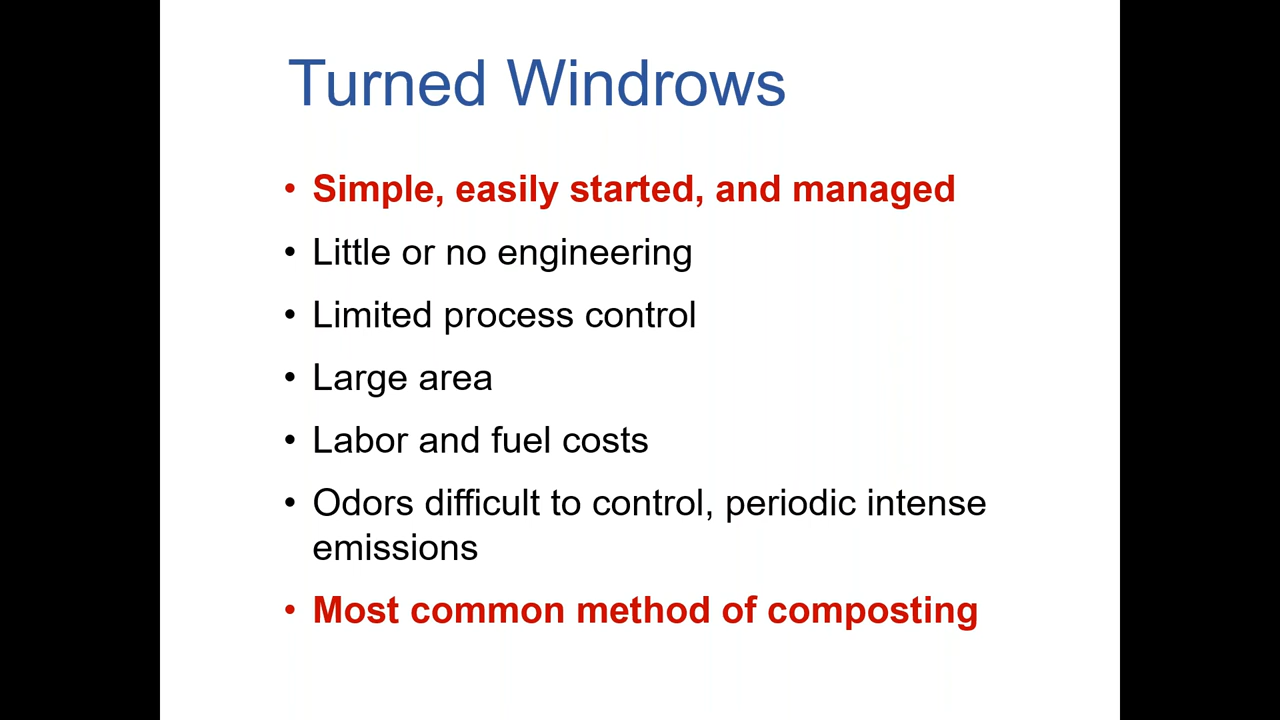 Turned Windrows
• Simple, easily started, and managed
• Little or no engineering
• Limited process control
• Large area
• Labor and fuel costs
• Odors difficult to control, periodic intense
emissions
• Most common method of composting